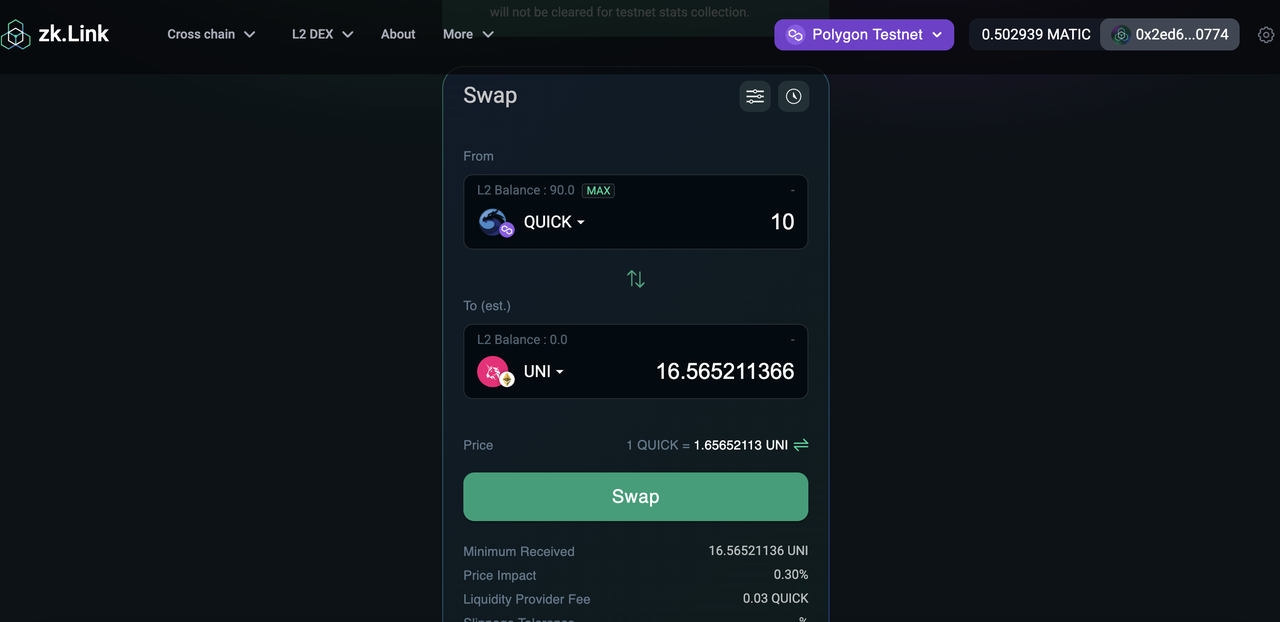 will not be cleared for testnet stats collection.
zk.Link Cross chain L2 DEX About More Polygon Testnet 0.502939 MATIC 0x2ed6...0774
Swap
From
L2 Balance : 90.0 MAX -
QUICK 10
To (est.)
L2 Balance : 0.0 -
UNI 16.565211366
Price 1 QUICK = 1.65652113 UNI
Swap
Minimum Received 16.56521136 UNI
Price Impact 0.30%
Liquidity Provider Fee 0.03 QUICK
Slippage Tolerance %